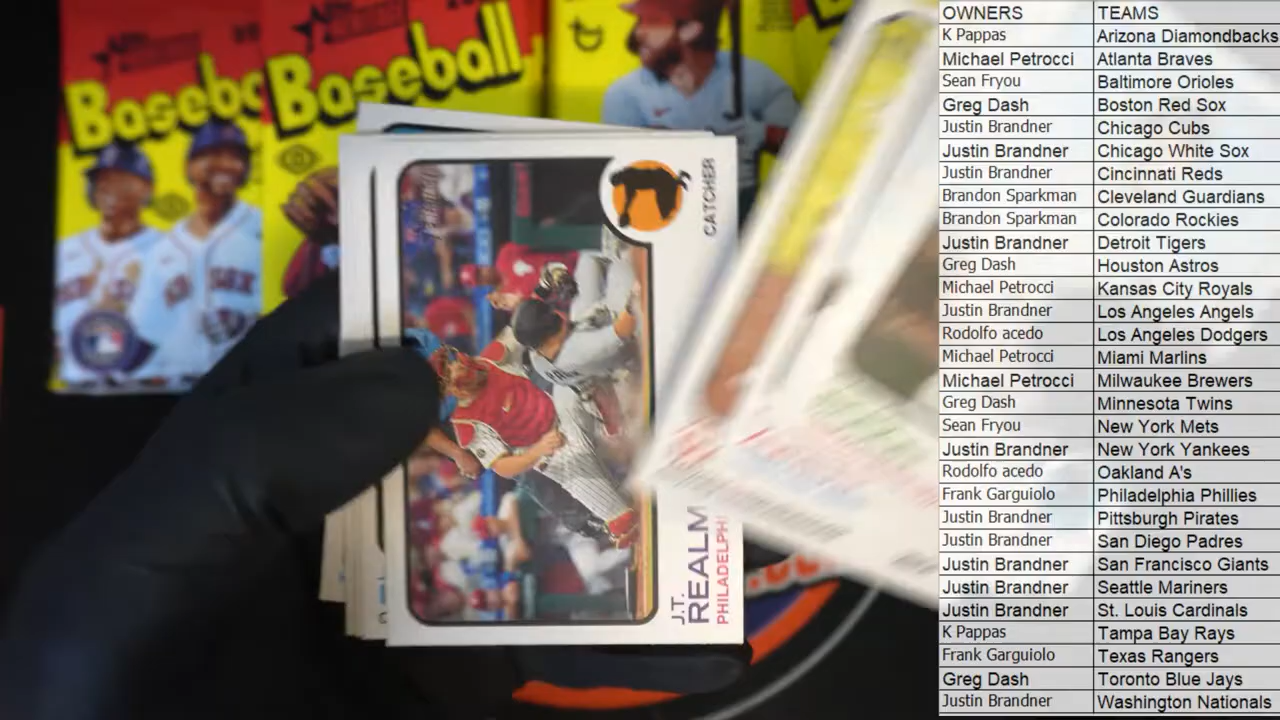 Baseba
Baseball
CATCHER
J.T.
REALM
PHILADELPHI
OWNERS TEAMS
K Pappas Arizona Diamondbacks
Michael Petrocci Atlanta Braves
Sean Fryou Baltimore Orioles
Greg Dash Boston Red Sox
Justin Brandner Chicago Cubs
Justin Brandner Chicago White Sox
Justin Brandner Cincinnati Reds
Brandon Sparkman Cleveland Guardians
Brandon Sparkman Colorado Rockies
Justin Brandner Detroit Tigers
Greg Dash Houston Astros
Michael Petrocci Kansas City Royals
Justin Brandner Los Angeles Angels
Rodolfo acedo Los Angeles Dodgers
Michael Petrocci Miami Marlins
Michael Petrocci Milwaukee Brewers
Greg Dash Minnesota Twins
Sean Fryou New York Mets
Justin Brandner New York Yankees
Rodolfo acedo Oakland A's
Frank Garguiolo Philadelphia Phillies
Justin Brandner Pittsburgh Pirates
Justin Brandner San Diego Padres
Justin Brandner San Francisco Giants
Justin Brandner Seattle Mariners
Justin Brandner St. Louis Cardinals
K Pappas Tampa Bay Rays
Frank Garguiolo Texas Rangers
Greg Dash Toronto Blue Jays
Justin Brandner Washington Nationals